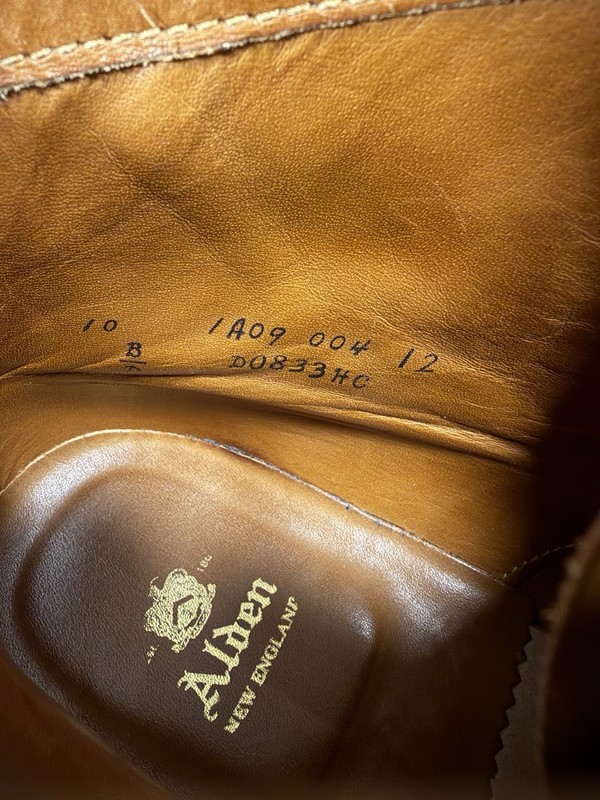 10 1A09 004 12
B D0833HC
Alden
NEW ENGLAND